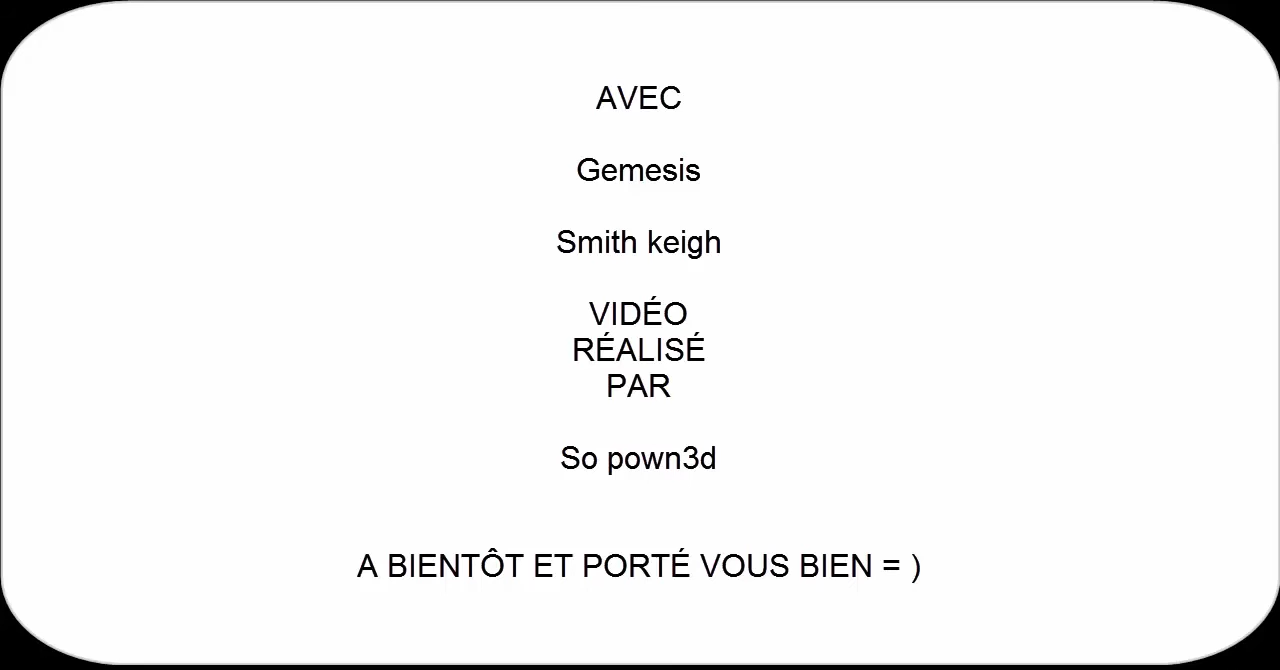 AVEC
Gemesis
Smith keigh
VIDÉO
RÉALISÉ
PAR
So pown3d
A BIENTÔT ET PORTÉ VOUS BIEN = )